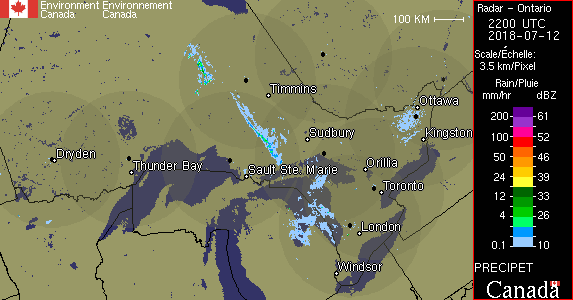 Environment Environnement
Canada Canada
100 KM
Timmins
Ottawa
Sudbury
Kingston
Dryden
Thunder Bay
Sault Ste. Marie
Orillia
Toronto
London
Windsor
Radar - Ontario
2200 UTC
2018-07-12
Scale/Échelle:
3.5 km/Pixel
Rain/Pluie
mm/hr dBZ
200 61
100 52
50 46
24 39
12 33
4 26
0.1 10
PRECIPET
Canada